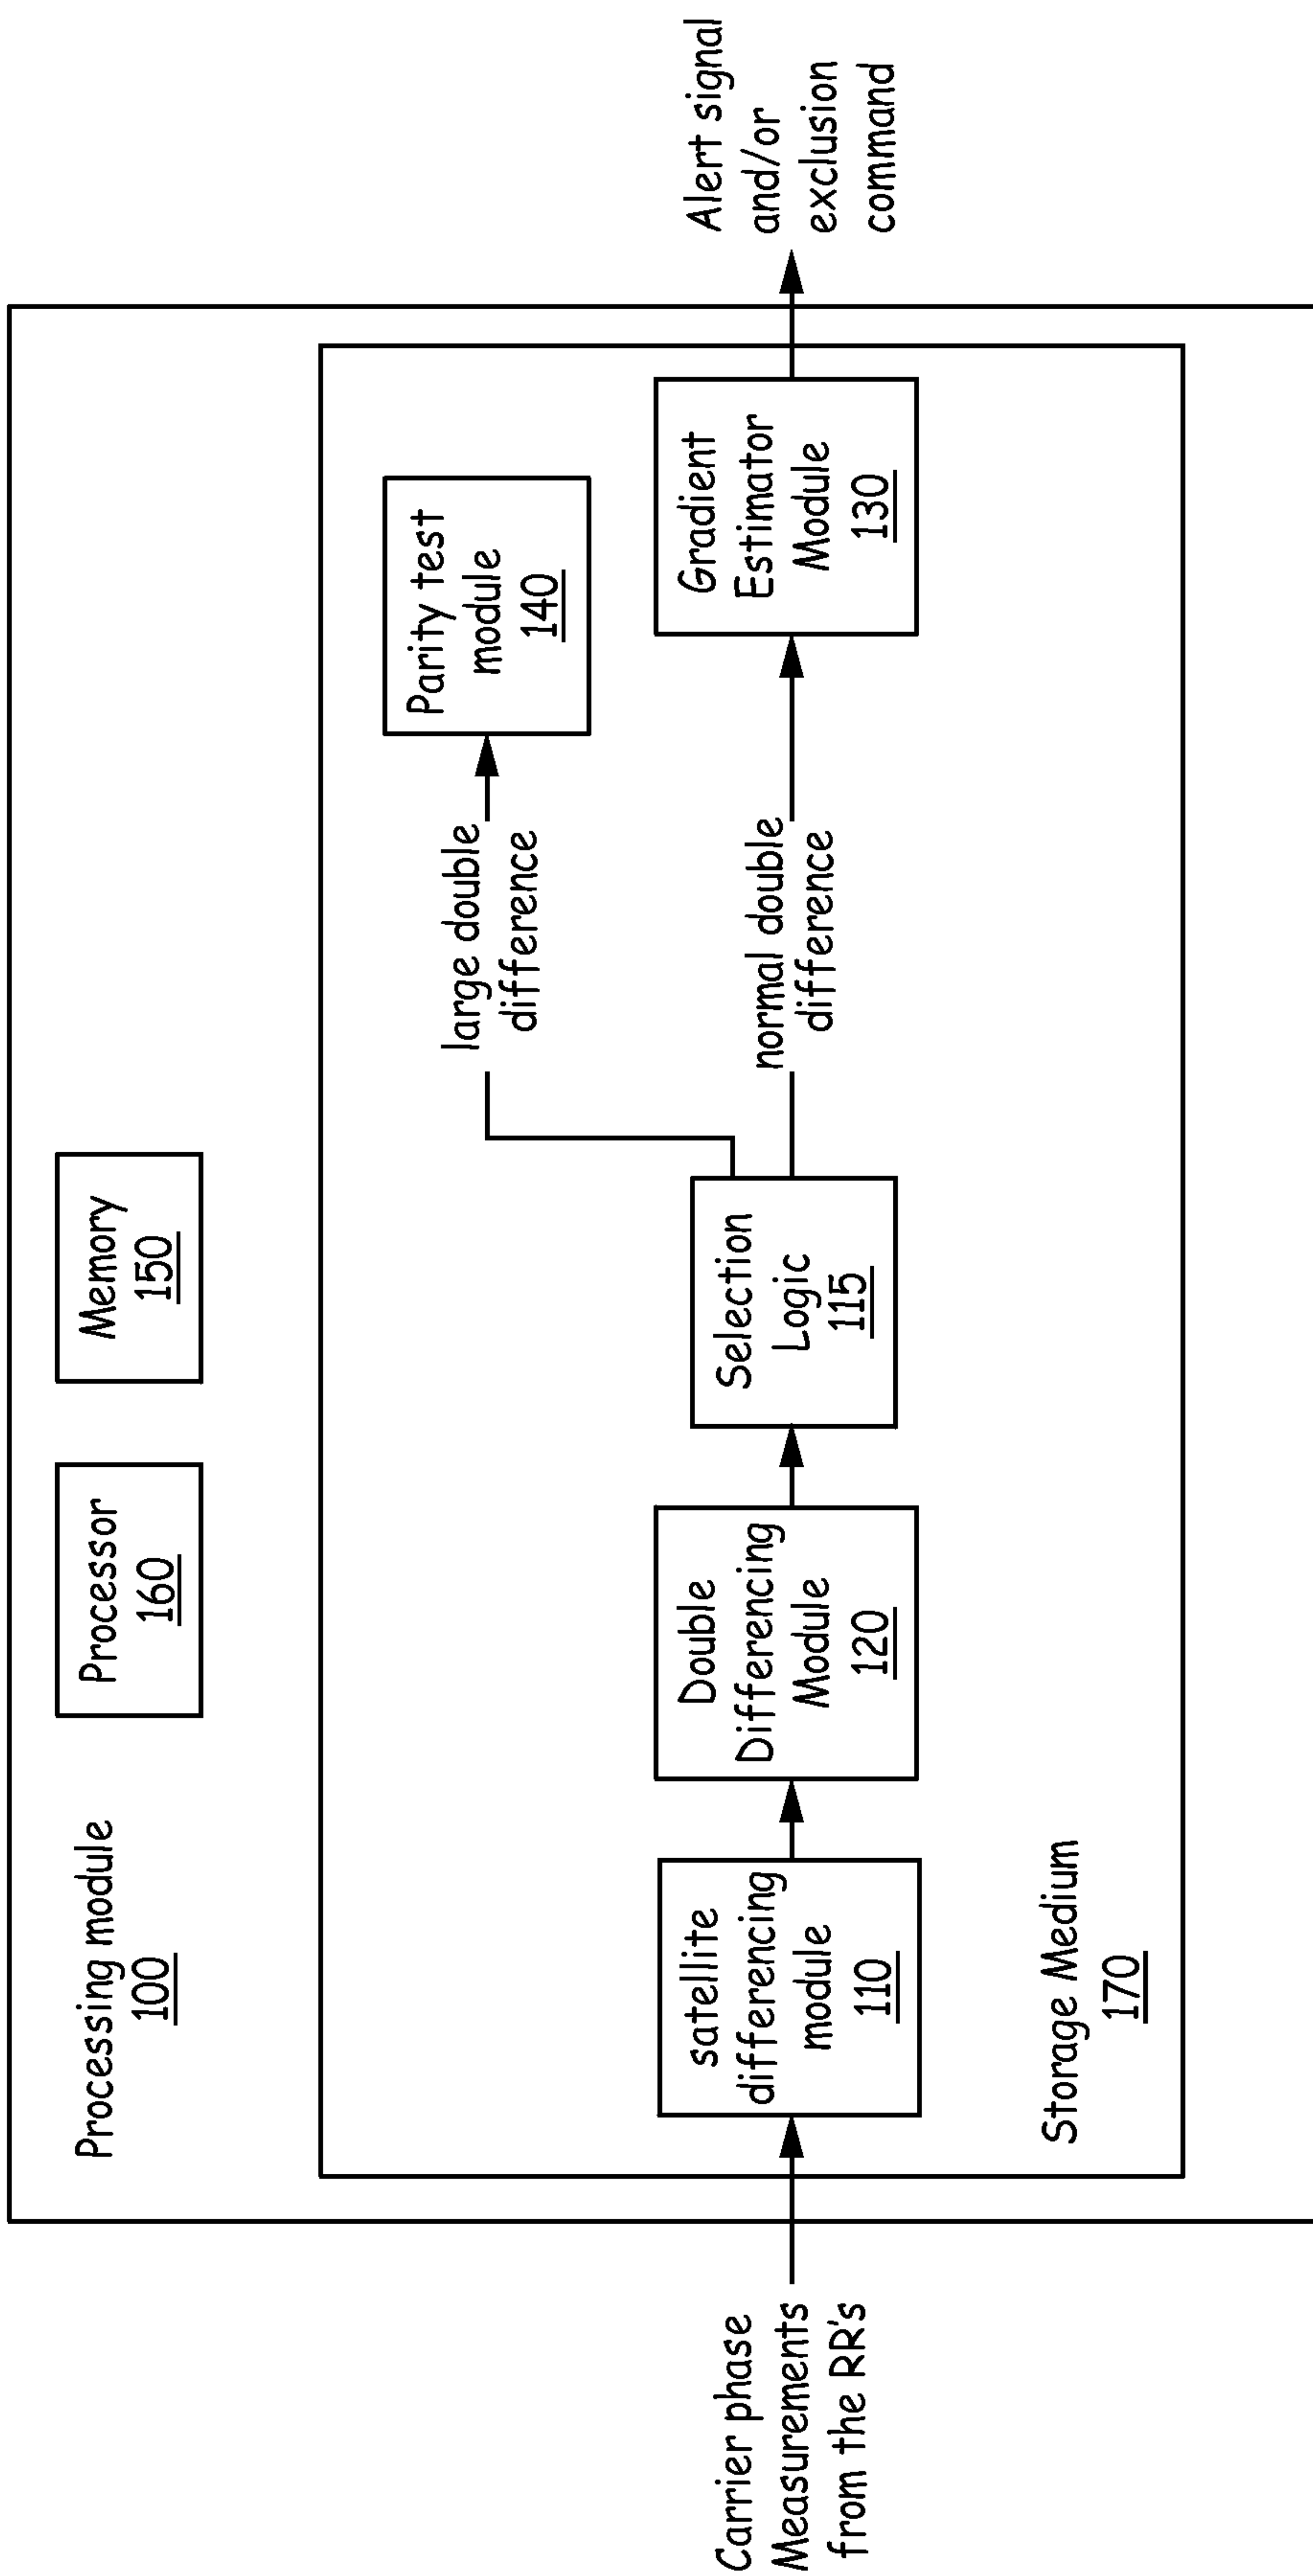 Processing module
100
Processor
160
Memory
150
Carrier phase
Measurements
from the RR's
satellite
differencing
module
110
Double
Differencing
Module
120
Selection
Logic
115
large double
difference
normal double
difference
Parity test
module
140
Gradient
Estimator
Module
130
Alert signal
and/or
exclusion
command
Storage Medium
170